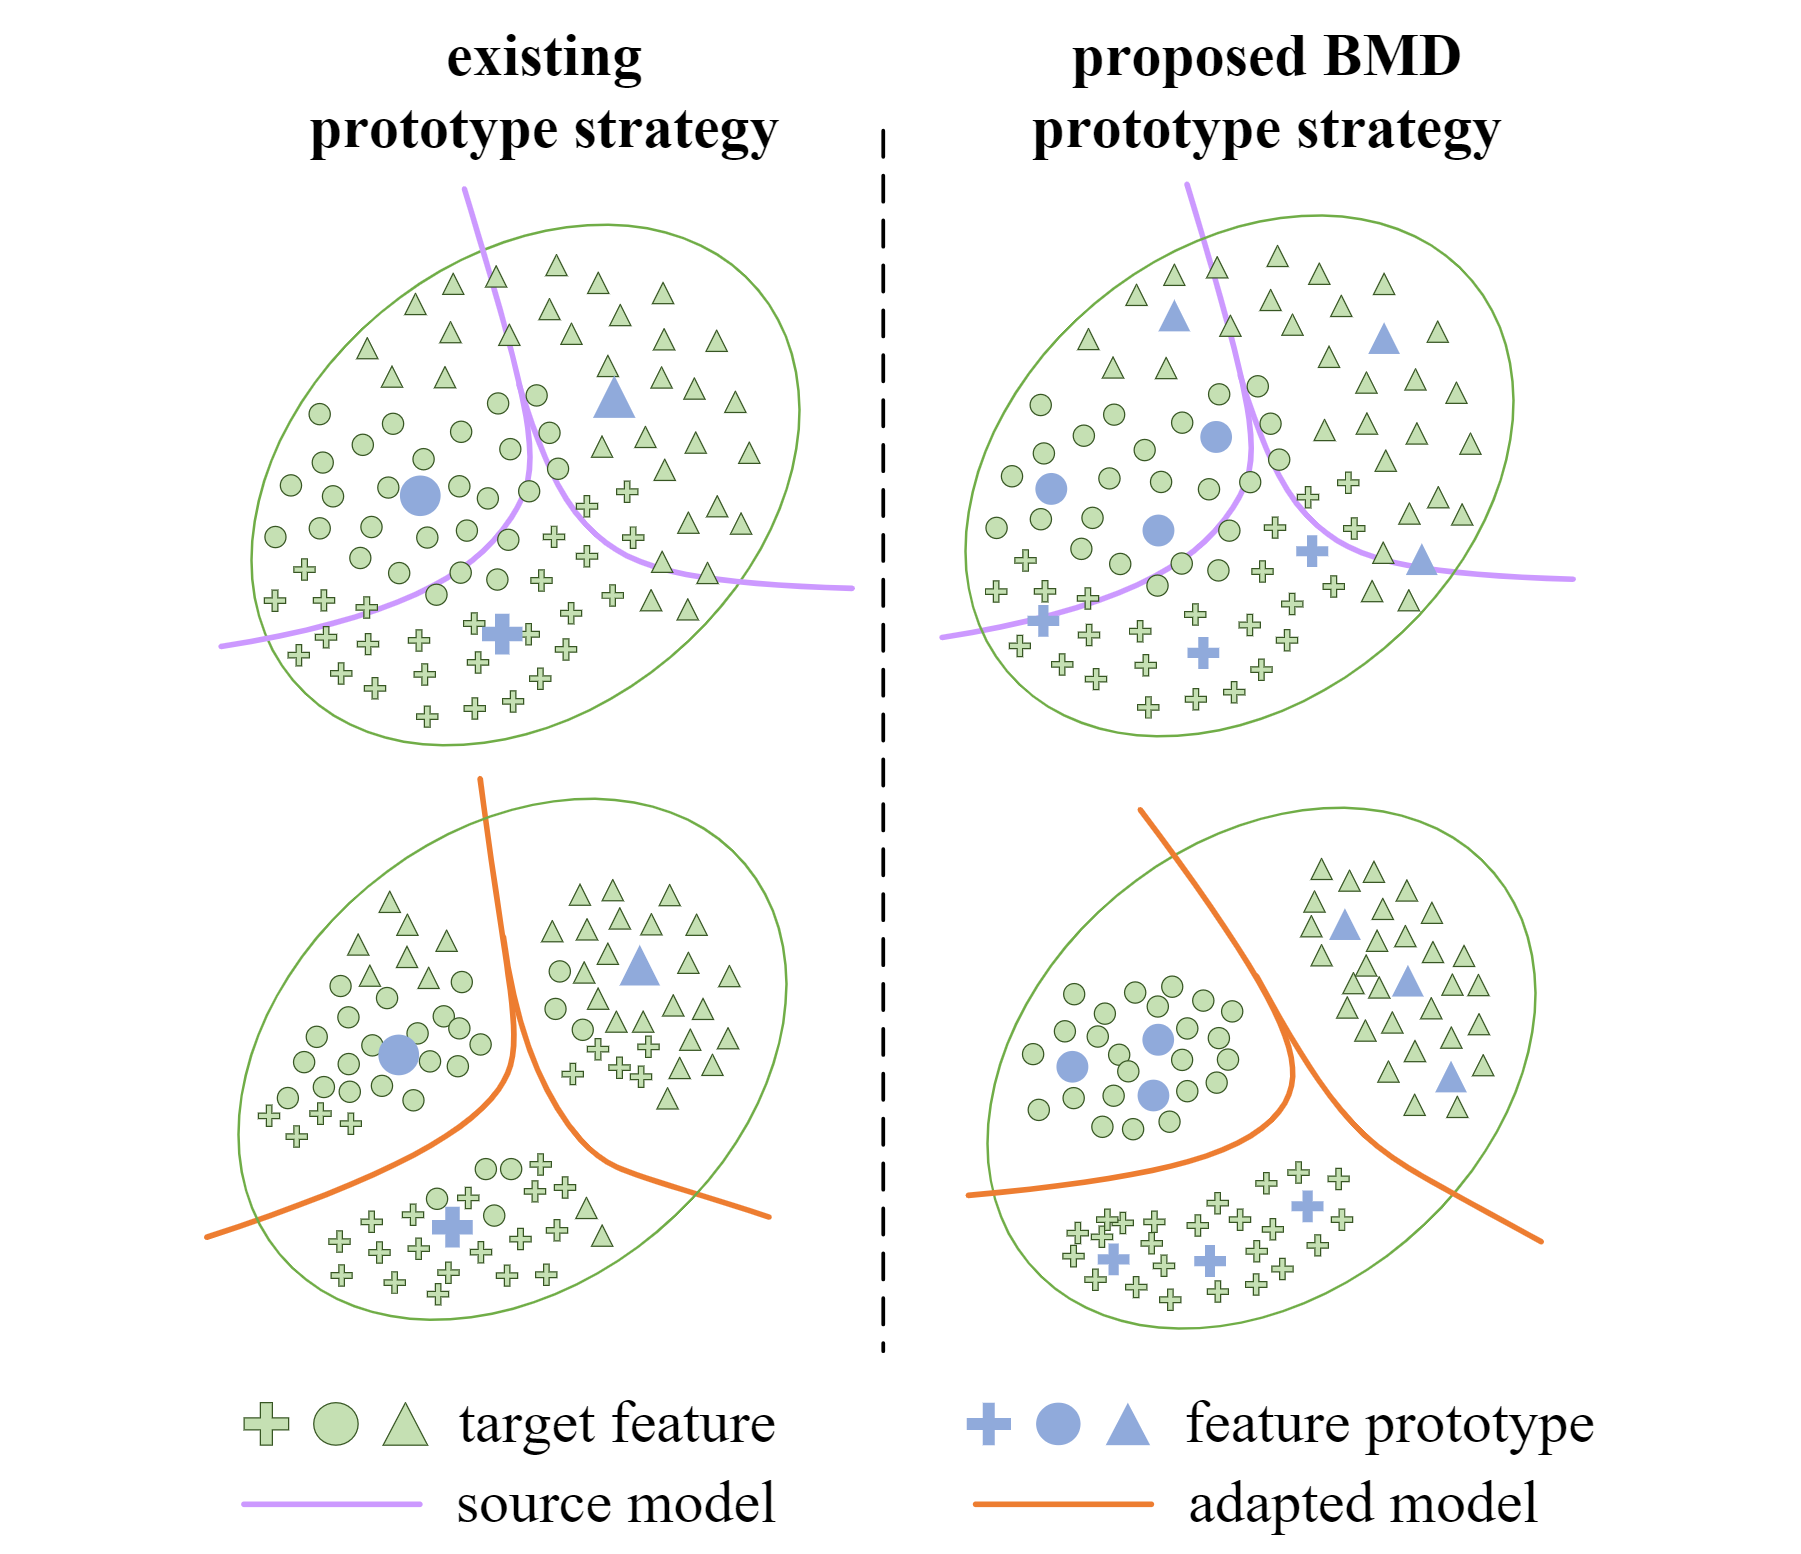 existing
prototype strategy
proposed BMD
prototype strategy
target feature
feature prototype
source model
adapted model